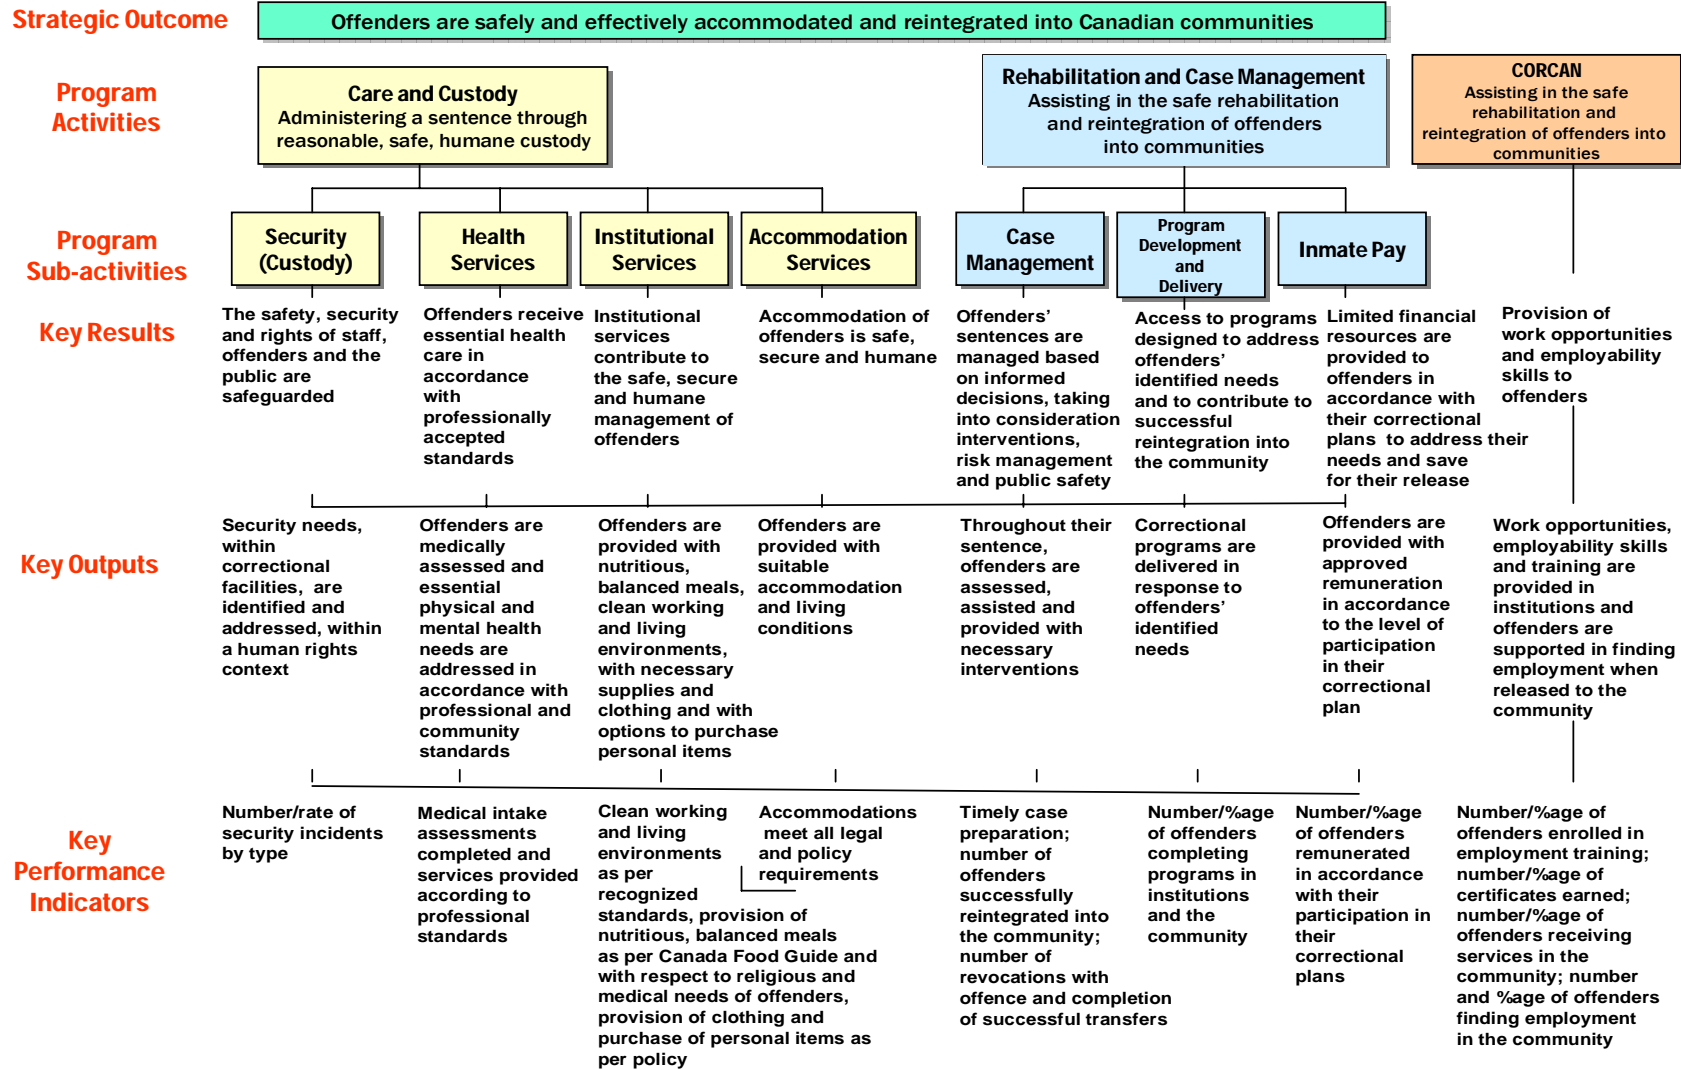 Strategic Outcome
Offenders are safely and effectively accommodated and reintegrated into Canadian communities
Program
Activities
Care and Custody
Administering a sentence through
reasonable, safe, humane custody
Rehabilitation and Case Management
Assisting in the safe rehabilitation
and reintegration of offenders
into communities
CORCAN
Assisting in the safe
rehabilitation and
reintegration of offenders into
communities
Program
Sub-activities
Security
(Custody)
Health
Services
Institutional
Services
Accommodation
Services
Case
Management
Program
Development
and
Delivery
Inmate Pay
Key Results
The safety, security
and rights of staff,
offenders and the
public are
safeguarded
Offenders receive
essential health
care in
accordance
with
professionally
accepted
standards
Institutional
services
contribute to
the safe, secure
and humane
management of
offenders
Accommodation of
offenders is safe,
secure and humane
Offenders'
sentences are
managed based
on informed
decisions, taking
into consideration
interventions,
risk management
and public safety
Access to programs
designed to address
offenders'
identified needs
and to contribute to
successful
reintegration into
the community
Limited financial
resources are
provided to
offenders in
accordance with
their correctional
plans to address their
needs and save
for their release
Provision of
work opportunities
and employability
skills to
offenders
Key Outputs
Security needs,
within
correctional
facilities, are
identified and
addressed, within
a human rights
context
Offenders are
medically
assessed and
essential
physical and
mental health
needs are
addressed in
accordance with
professional and
community
standards
Offenders are
provided with
nutritious,
balanced meals,
clean working
and living
environments,
with necessary
supplies and
clothing and with
options to purchase
personal items
Offenders are
provided with
suitable
accommodation
and living
conditions
Throughout their
sentence,
offenders are
assessed,
assisted and
provided with
necessary
interventions
Correctional
programs are
delivered in
response to
offenders'
identified
needs
Offenders are
provided with
approved
remuneration
in accordance
to the level of
participation
in their
correctional
plan
Work opportunities,
employability skills
and training are
provided in
institutions and
offenders are
supported in finding
employment when
released to the
community
Key
Performance
Indicators
Number/rate of
security incidents
by type
Medical intake
assessments
completed and
services provided
according to
professional
standards
Clean working
and living
environments
as per
recognized
standards, provision of
nutritious, balanced meals
as per Canada Food Guide and
with respect to religious and
medical needs of offenders,
provision of clothing and
purchase of personal items as
per policy
Accommodations
meet all legal
and policy
requirements
Timely case
preparation;
number of
offenders
successfully
reintegrated into
the community;
number of
revocations with
offence and completion
of successful transfers
Number/%age
of offenders
completing
programs in
institutions
and the
community
Number/%age
of offenders
remunerated
in accordance
with their
participation in
their
correctional
plans
Number/%age of
offenders enrolled in
employment training;
number/%age of
certificates earned;
number/%age of
offenders receiving
services in the
community; number
and %age of offenders
finding employment
in the community